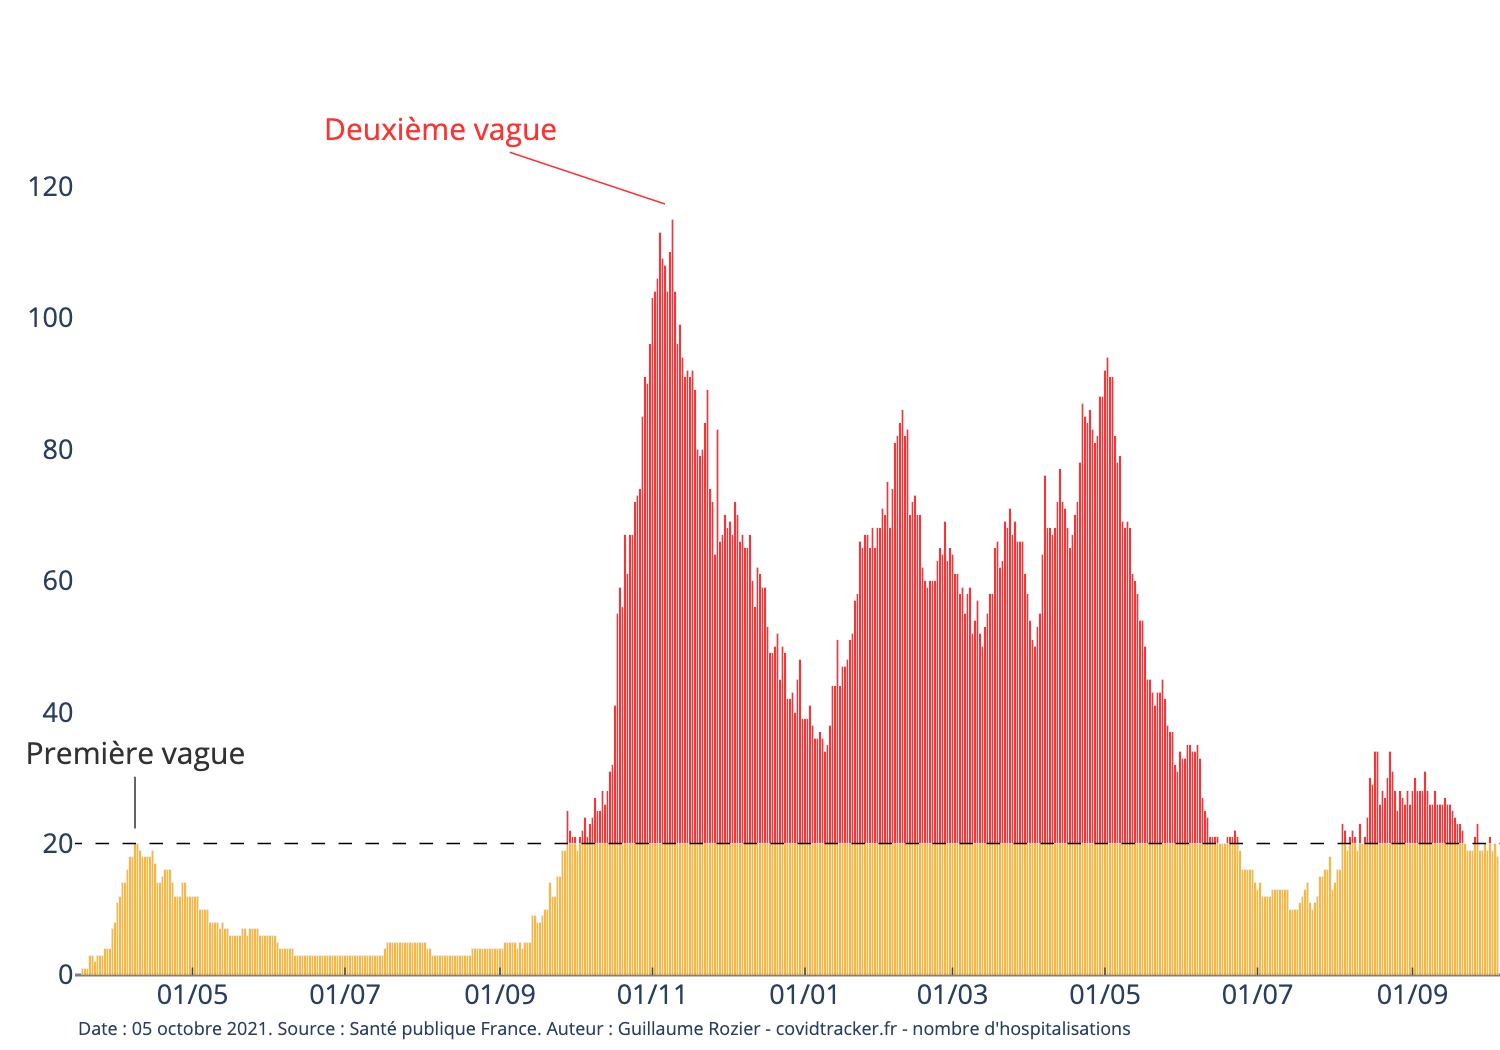 Deuxième vague
120
100
80
60
40
Première vague
20
0
01/05 01/07 01/09 01/11 01/01 01/03 01/05 01/07 01/09
Date : 05 octobre 2021. Source : Santé publique France. Auteur : Guillaume Rozier - covidtracker.fr - nombre d'hospitalisations